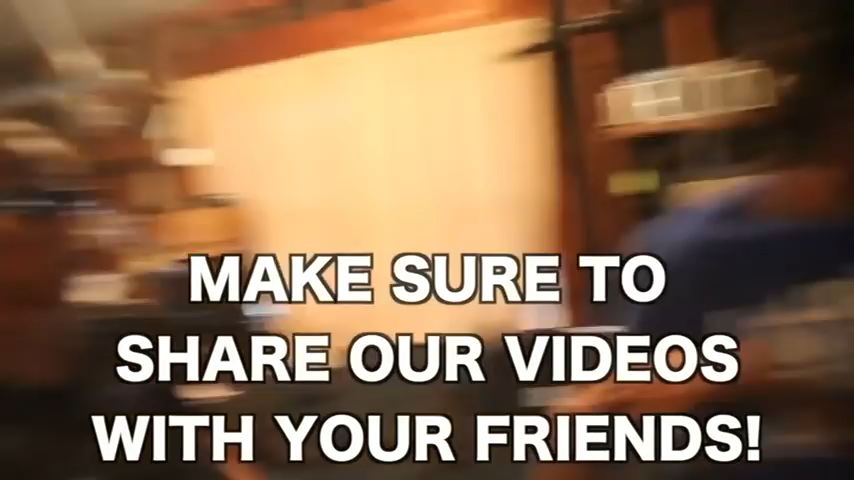 MAKE SURE TO
SHARE OUR VIDEOS
WITH YOUR FRIENDS!